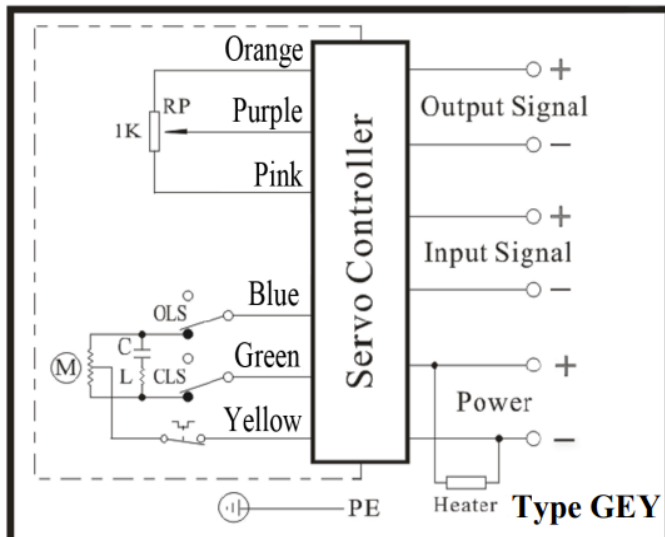 Orange
RP
1K
Purple
Pink
Servo Controller
+
Output Signal
−
+
Input Signal
−
OLS
Blue
C
M
L
CLS
Green
Yellow
+
Power
−
Heater
PE
Type GEY